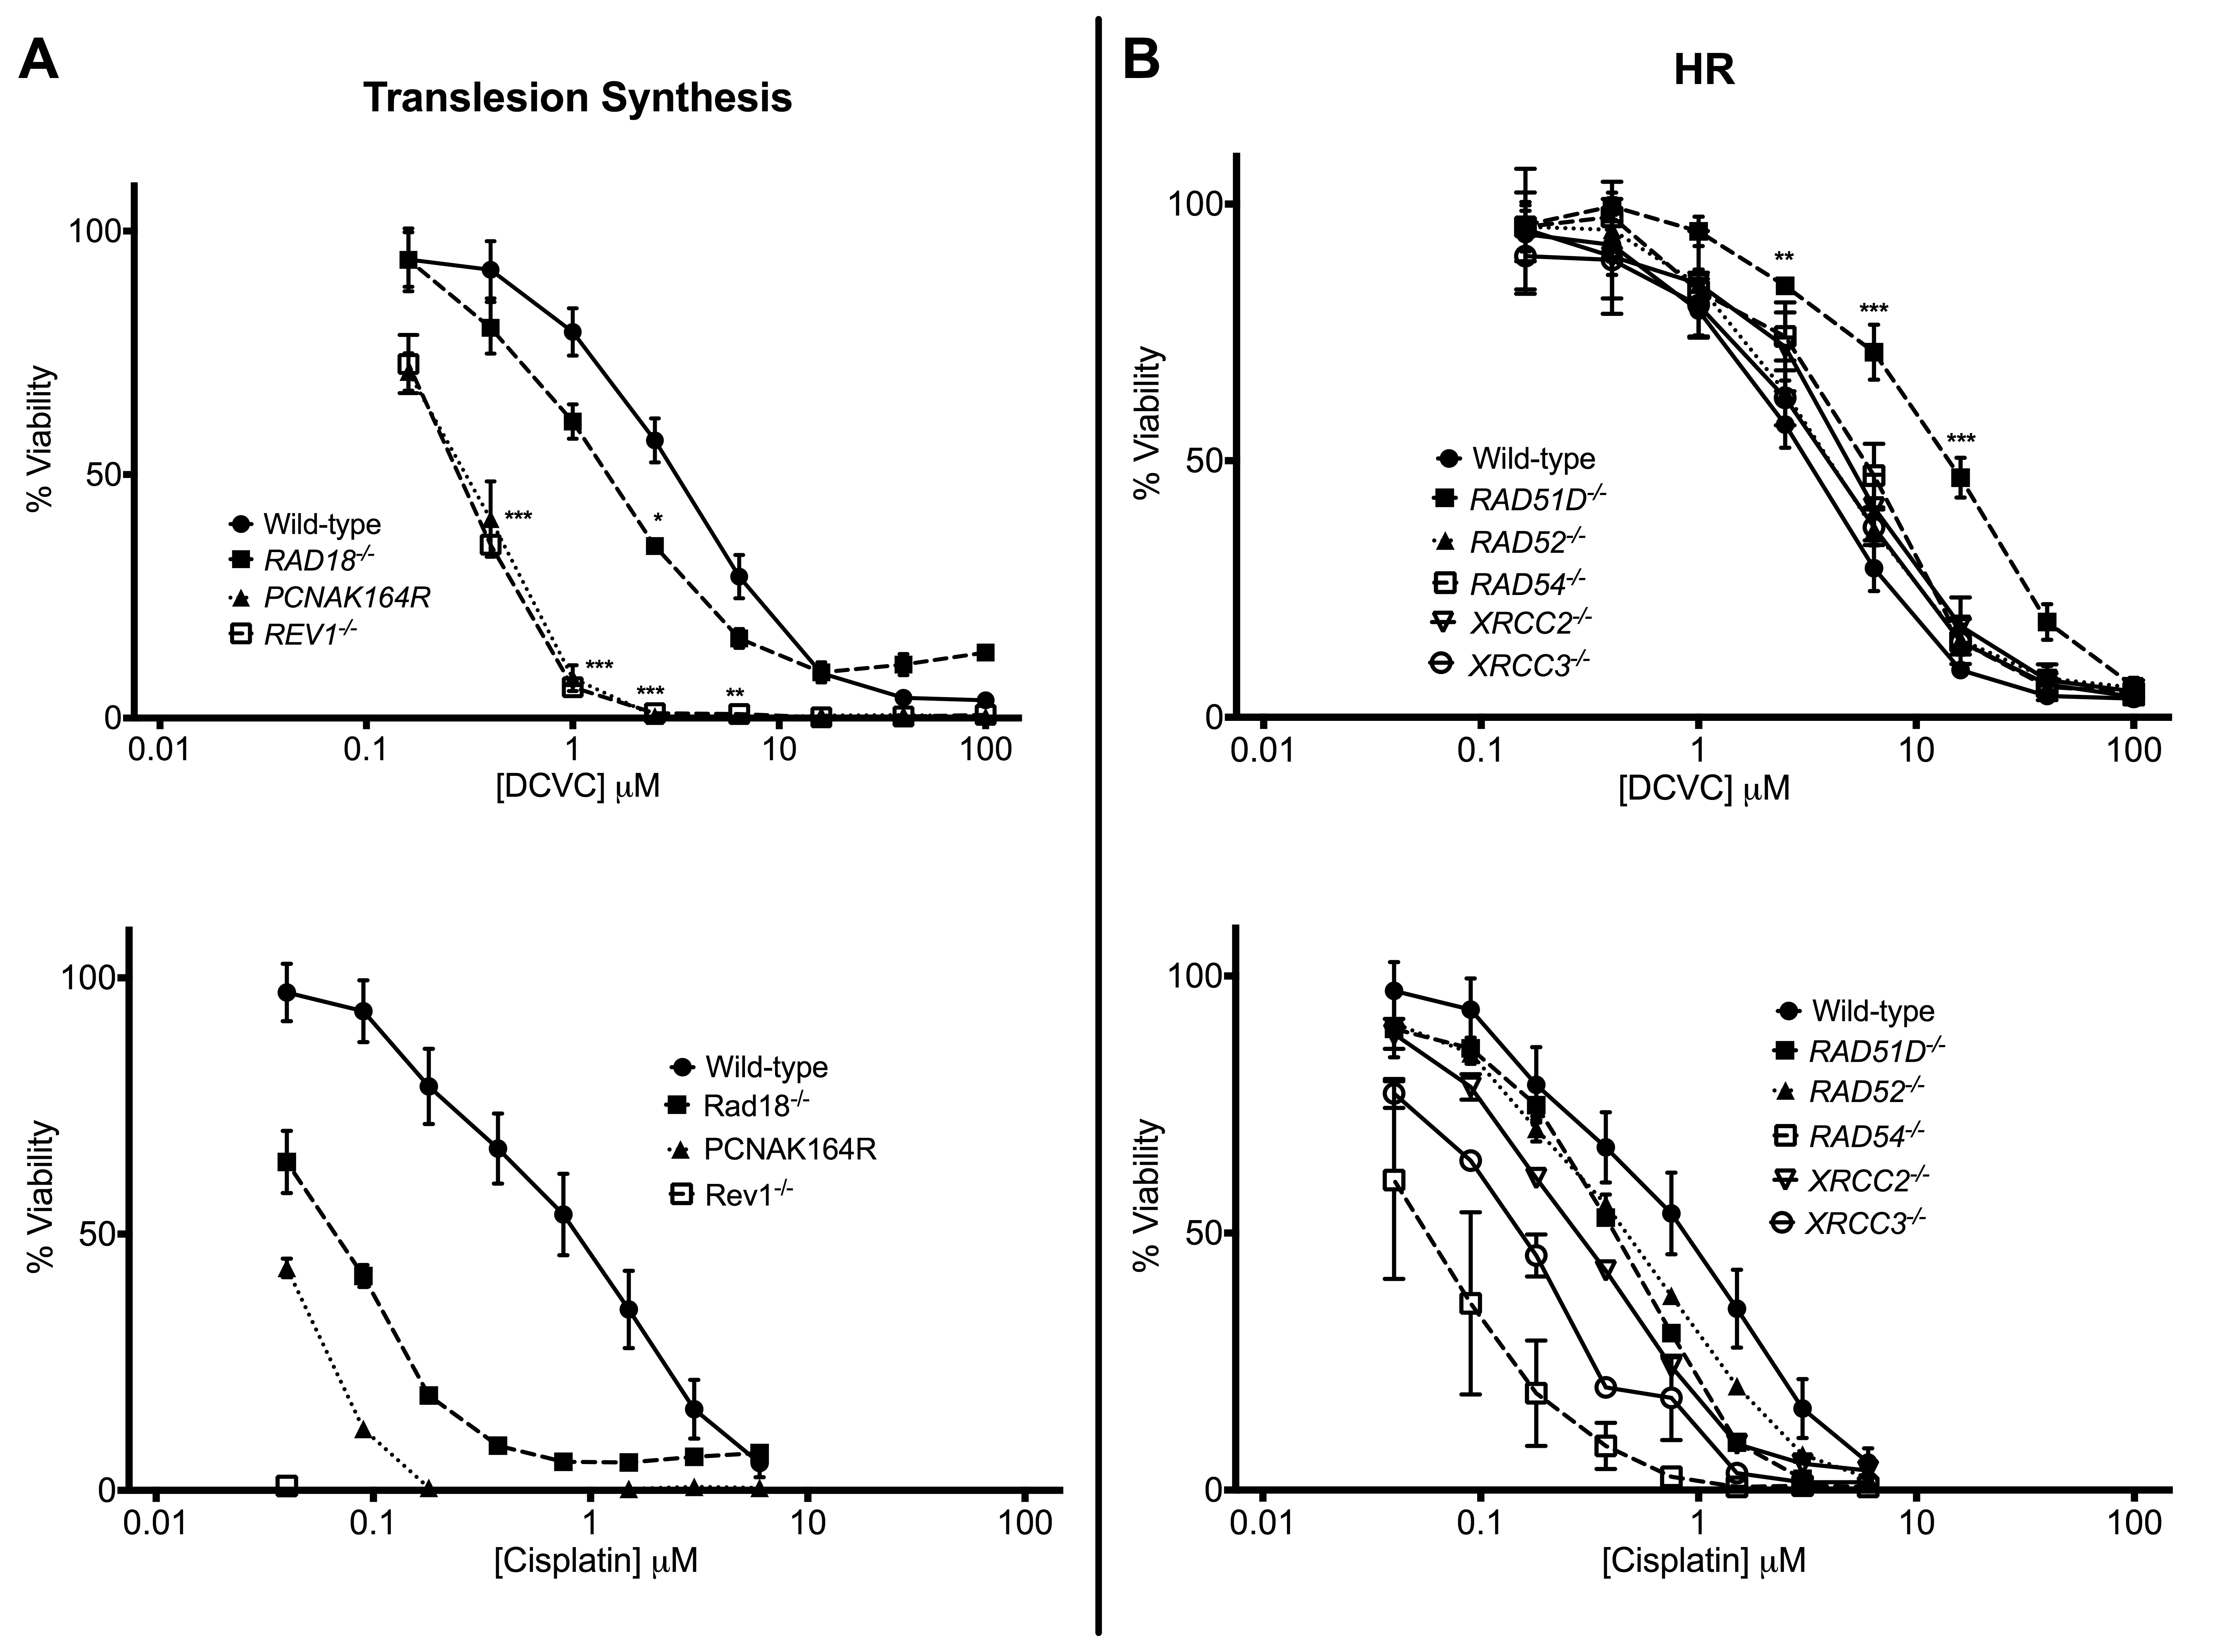 A
Translesion Synthesis
100
50
0
% Viability
***
*
***
***
**
Wild-type
RAD18-/-
PCNAK164R
REV1-/-
0.01 0.1 1 10 100
[DCVC] µM
100
50
0
% Viability
Wild-type
Rad18-/-
PCNAK164R
Rev1-/-
0.01 0.1 1 10 100
[Cisplatin] µM
B
HR
100
50
0
% Viability
**
***
***
Wild-type
RAD51D-/-
RAD52-/-
RAD54-/-
XRCC2-/-
XRCC3-/-
0.01 0.1 1 10 100
[DCVC] µM
100
50
0
% Viability
Wild-type
RAD51D-/-
RAD52-/-
RAD54-/-
XRCC2-/-
XRCC3-/-
0.01 0.1 1 10 100
[Cisplatin] µM